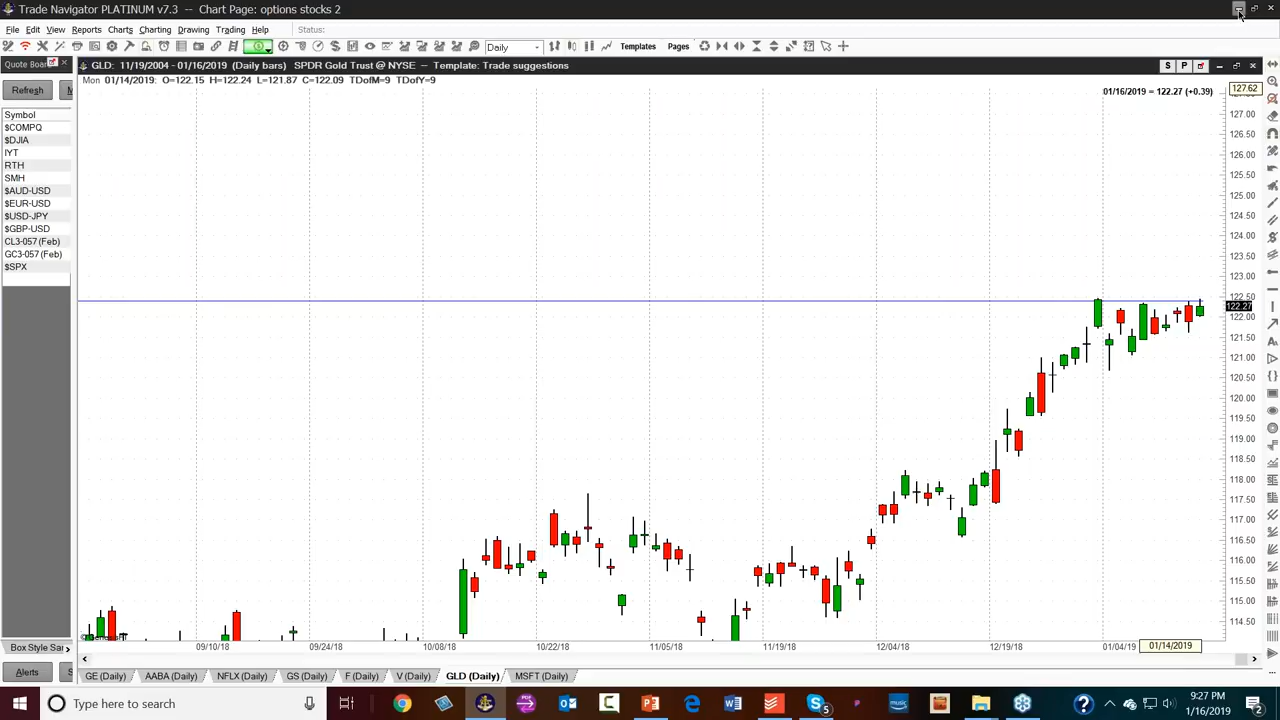 Trade Navigator PLATINUM v7.3 -- Chart Page: options stocks 2
File Edit View Reports Charts Charting Drawing Trading Help Status:
Daily Templates Pages
Quote Boar
GLD: 11/19/2004 - 01/16/2019 (Daily bars) SPDR Gold Trust @ NYSE -- Template: Trade suggestions S P
Mon 01/14/2019: O=122.15 H=122.24 L=121.87 C=122.09 TDofM=9 TDofY=9
Refresh M
01/16/2019 = 122.27 (+0.39)
127.62
Symbol
$COMPQ
$DJIA
IYT
RTH
SMH
$AUD-USD
$EUR-USD
$USD-JPY
$GBP-USD
CL3-057 (Feb)
GC3-057 (Feb)
$SPX
127.00
126.50
126.00
125.50
125.00
124.50
124.00
123.50
123.00
122.50
122.27
122.00
121.50
121.00
120.50
120.00
119.50
119.00
118.50
118.00
117.50
117.00
116.50
116.00
115.50
115.00
114.50
09/10/18 09/24/18 10/08/18 10/22/18 11/05/18 11/19/18 12/04/18 12/19/18 01/04/19 01/14/2019
Box Style Sar
Alerts S
GE (Daily) AABA (Daily) NFLX (Daily) GS (Daily) F (Daily) V (Daily) GLD (Daily) MSFT (Daily)
Type here to search
music
9:27 PM
1/16/2019
2